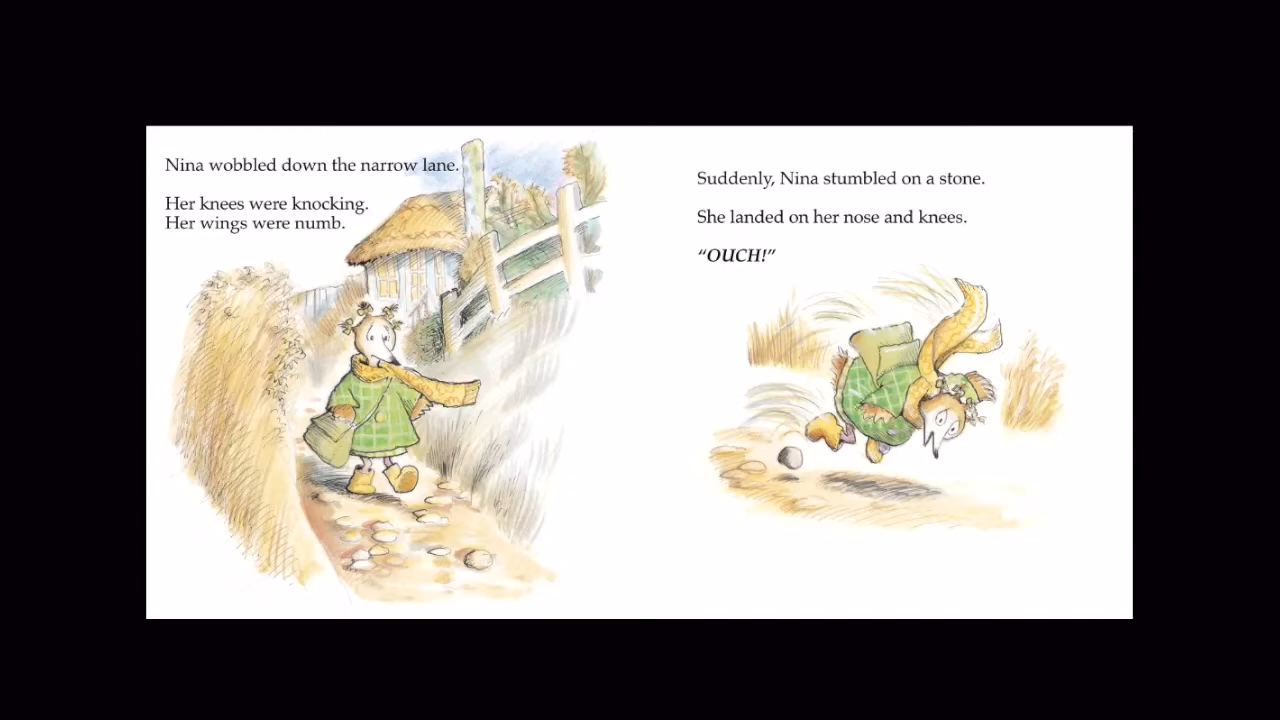 Nina wobbled down the narrow lane.
Her knees were knocking.
Her wings were numb.
Suddenly, Nina stumbled on a stone.
She landed on her nose and knees.
“OUCH!”